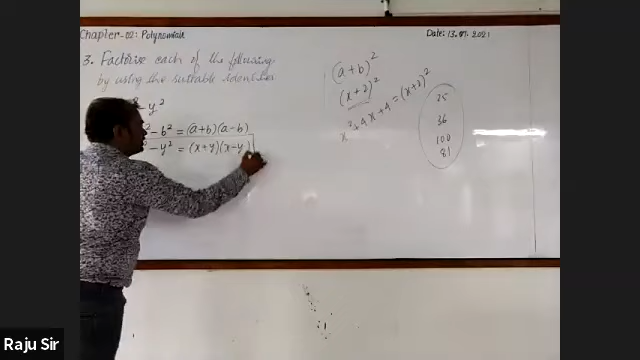 Chapter-02: Polynomials
Date: 13.07.2021
3. Factorise each of the following
by using the suitable identities
- y²
- b² = (a+b)(a-b)
- y² = (x+y)(x-y)
(a+b)²
(x+2)²
x²+4x+4 = (x+2)²
25
36
100
81
Raju Sir